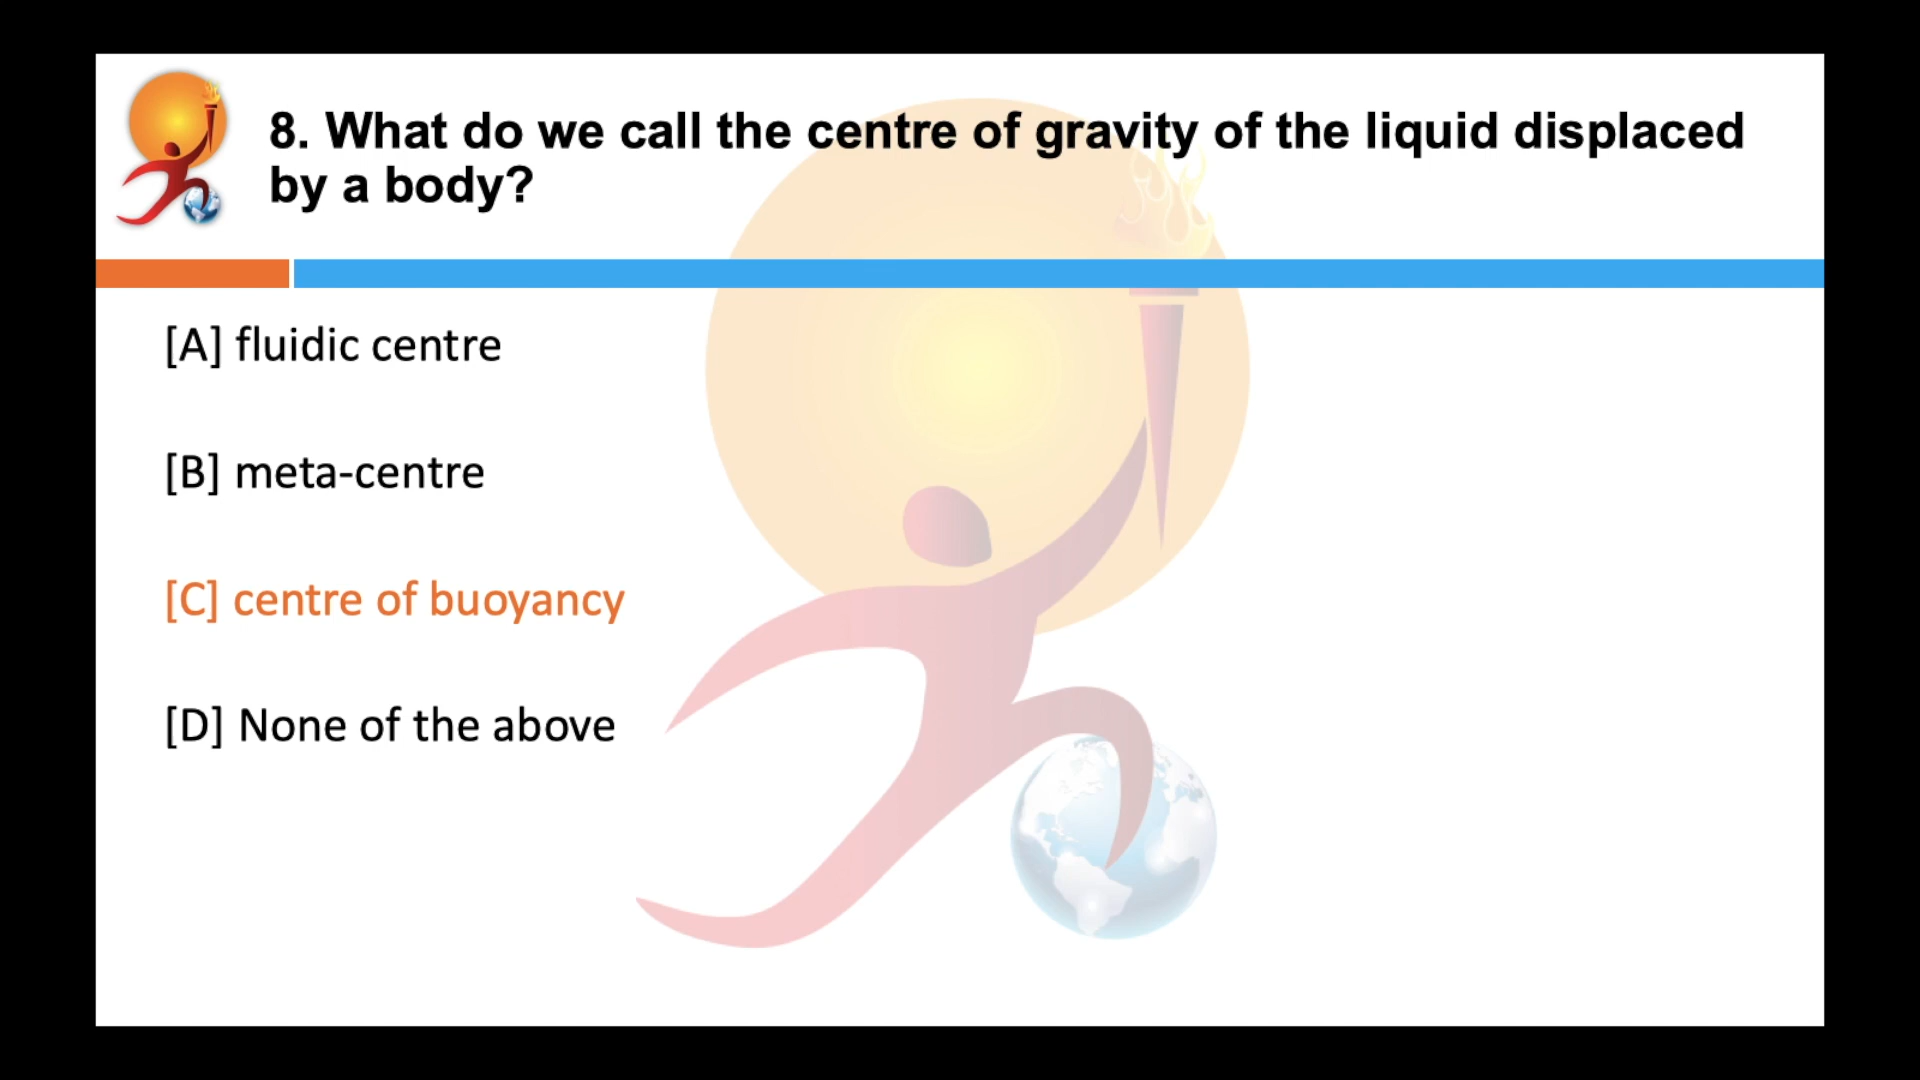 8. What do we call the centre of gravity of the liquid displaced
by a body?
[A] fluidic centre
[B] meta-centre
[C] centre of buoyancy
[D] None of the above